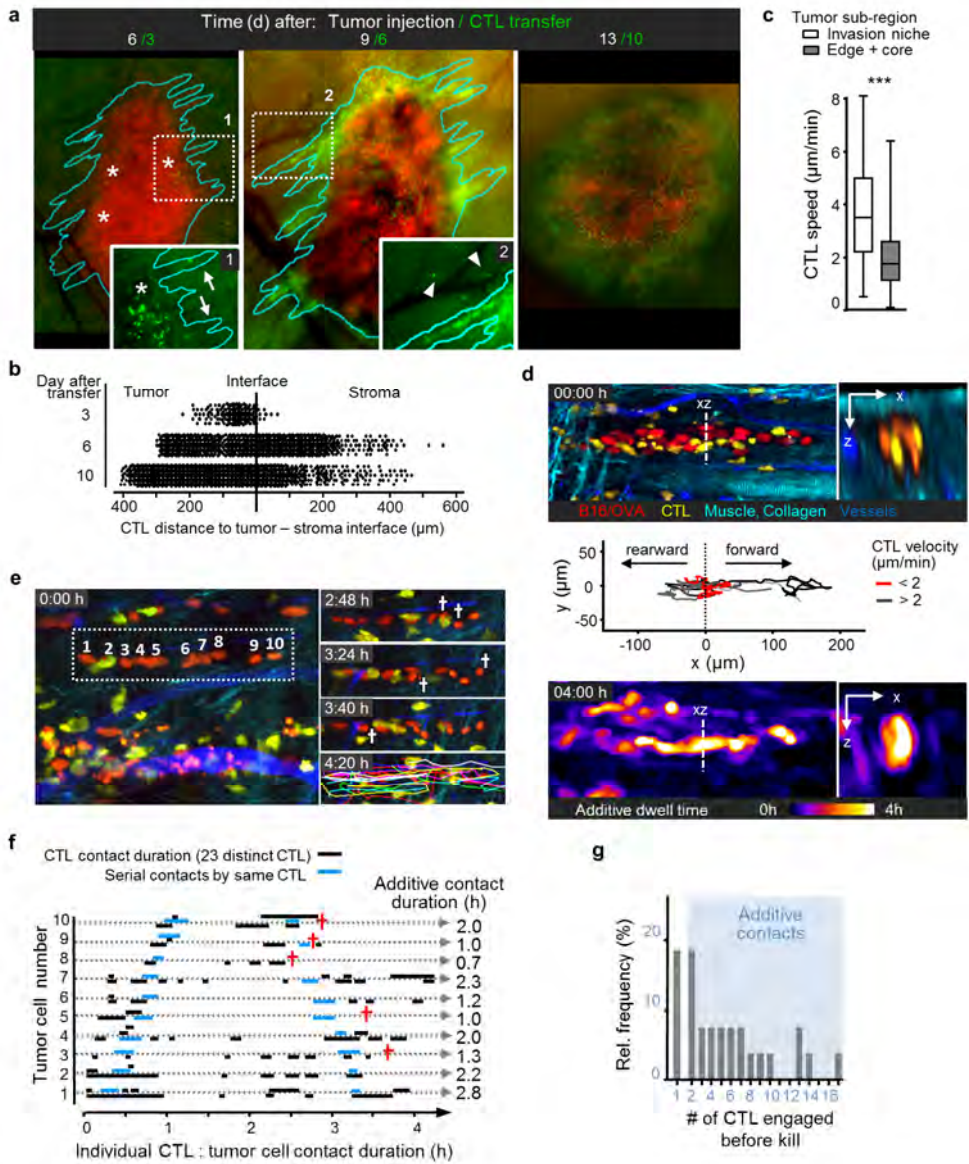 a
Time (d) after: Tumor injection / CTL transfer
6 /3
9 /6
13 /10
1
*
*
*
1
*
2
2
c
Tumor sub-region
Invasion niche
Edge + core
***
CTL speed (µm/min)
8
6
4
2
0
b
Day after
transfer
Tumor
Interface
Stroma
3
6
10
400 200 0 200 400 600
CTL distance to tumor – stroma interface (µm)
d
00:00 h
xz
x
z
B16/OVA CTL Muscle, Collagen Vessels
rearward
forward
CTL velocity
(µm/min)
< 2
> 2
y (µm)
50
0
-50
-100 0 100 200
x (µm)
04:00 h
xz
x
z
Additive dwell time 0h 4h
e
0:00 h
1 2 3 4 5 6 7 8 9 10
2:48 h
3:24 h
3:40 h
4:20 h
f
CTL contact duration (23 distinct CTL)
Serial contacts by same CTL
Additive contact
duration (h)
Tumor cell number
10 2.0
9 1.0
8 0.7
7 2.3
6 1.2
5 1.0
4 2.0
3 1.3
2 2.2
1 2.8
0 1 2 3 4
Individual CTL : tumor cell contact duration (h)
g
Additive
contacts
Rel. frequency (%)
20
10
0
1 2 4 6 8 10 12 14 16
# of CTL engaged
before kill